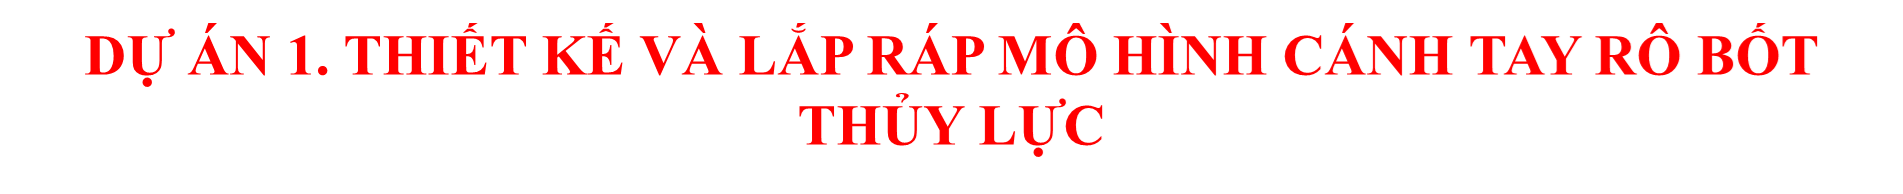 DỰ ÁN 1. THIẾT KẾ VÀ LẮP RÁP MÔ HÌNH CÁNH TAY RÔ BỐT
THỦY LỰC